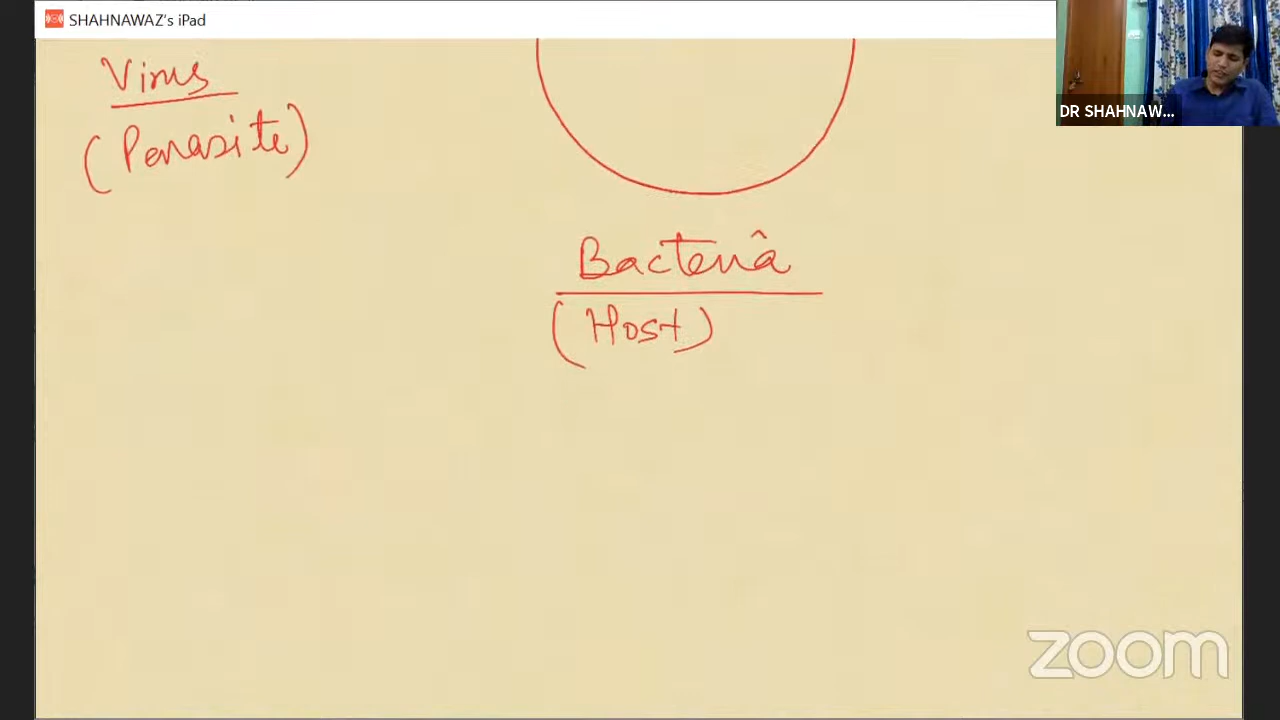 SHAHNAWAZ's iPad
DR SHAHNAW...
Virus
(Parasite)
Bacteria
(Host)
zoom